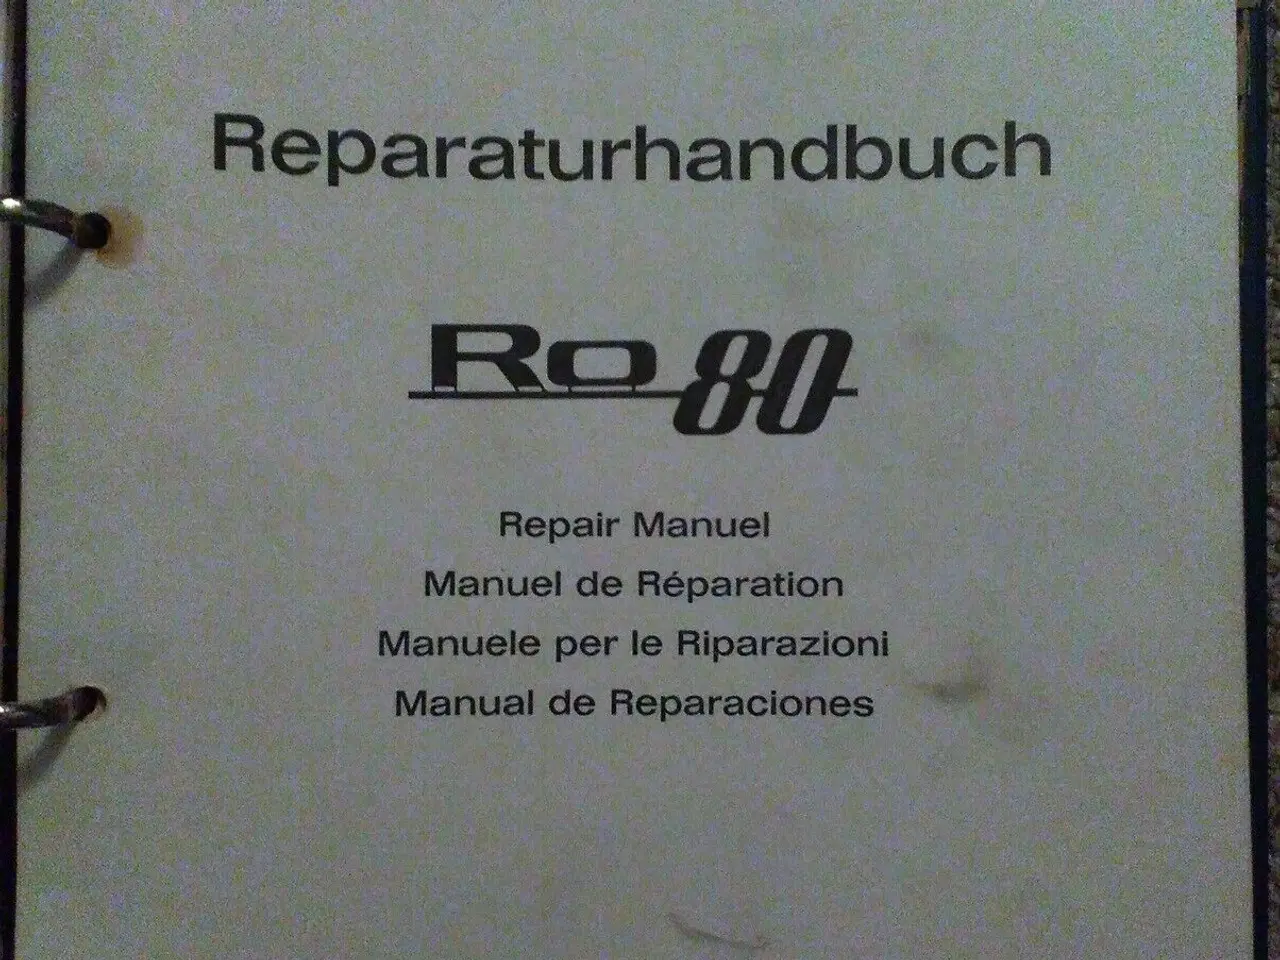 Reparaturhandbuch
Ro 80
Repair Manuel
Manuel de Réparation
Manuele per le Riparazioni
Manual de Reparaciones